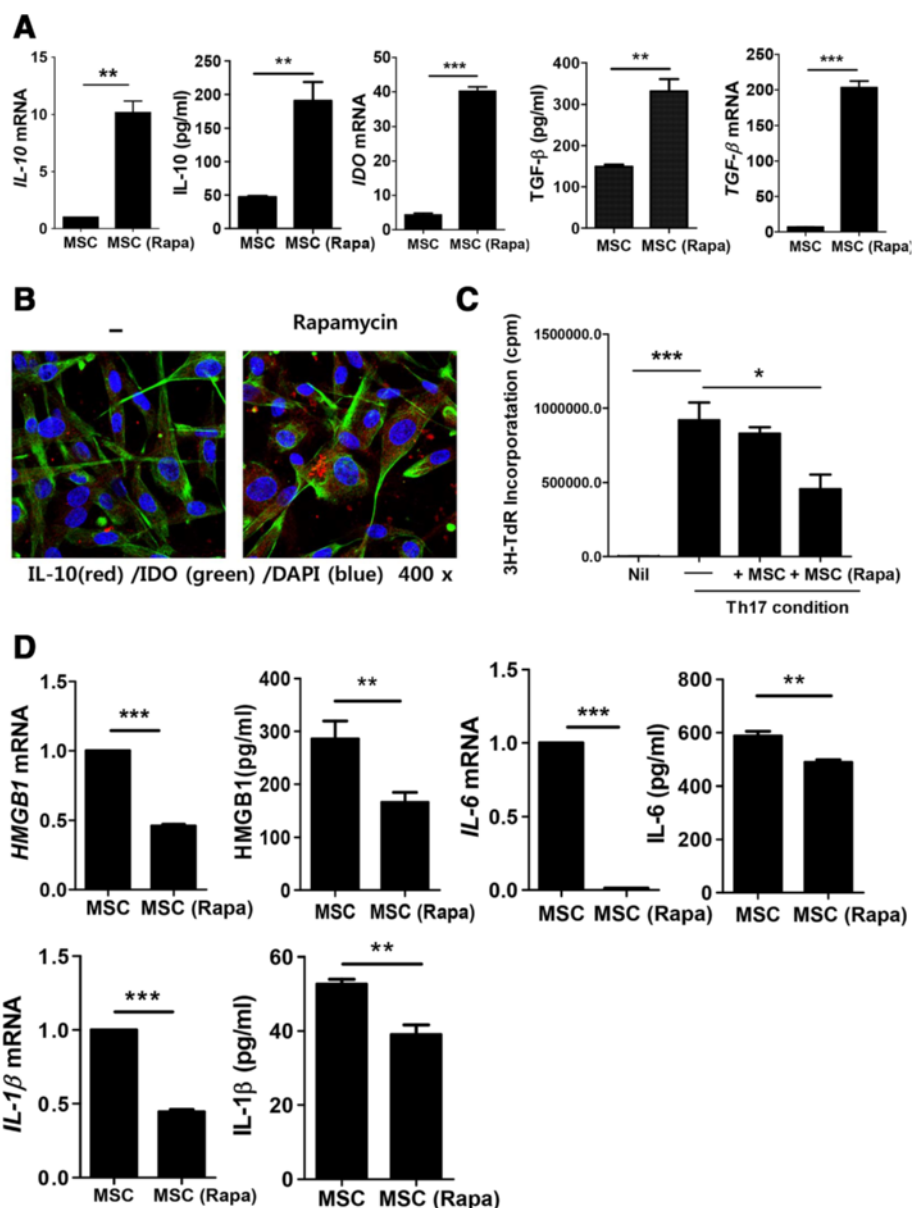 A
15
10
5
0
IL-10 mRNA
**
MSC MSC (Rapa)
250
200
150
100
50
0
IL-10 (pg/ml)
**
MSC MSC (Rapa)
60
40
20
0
IDO mRNA
***
MSC MSC (Rapa)
400
300
200
100
0
TGF-β (pg/ml)
**
MSC MSC (Rapa)
250
200
150
100
50
0
TGF-β mRNA
***
MSC MSC (Rapa)
B
–
Rapamycin
IL-10(red) /IDO (green) /DAPI (blue) 400 x
C
1500000.0
1000000.0
500000.0
0.0
3H-TdR Incorporatation (cpm)
***
*
Nil — + MSC + MSC (Rapa)
Th17 condition
D
1.5
1.0
0.5
0.0
HMGB1 mRNA
***
MSC MSC (Rapa)
400
300
200
100
0
HMGB1(pg/ml)
**
MSC MSC (Rapa)
1.5
1.0
0.5
0.0
IL-6 mRNA
***
MSC MSC (Rapa)
800
600
400
200
0
IL-6 (pg/ml)
**
MSC MSC (Rapa)
1.5
1.0
0.5
0.0
IL-1β mRNA
***
MSC MSC (Rapa)
60
40
20
0
IL-1β (pg/ml)
**
MSC MSC (Rapa)